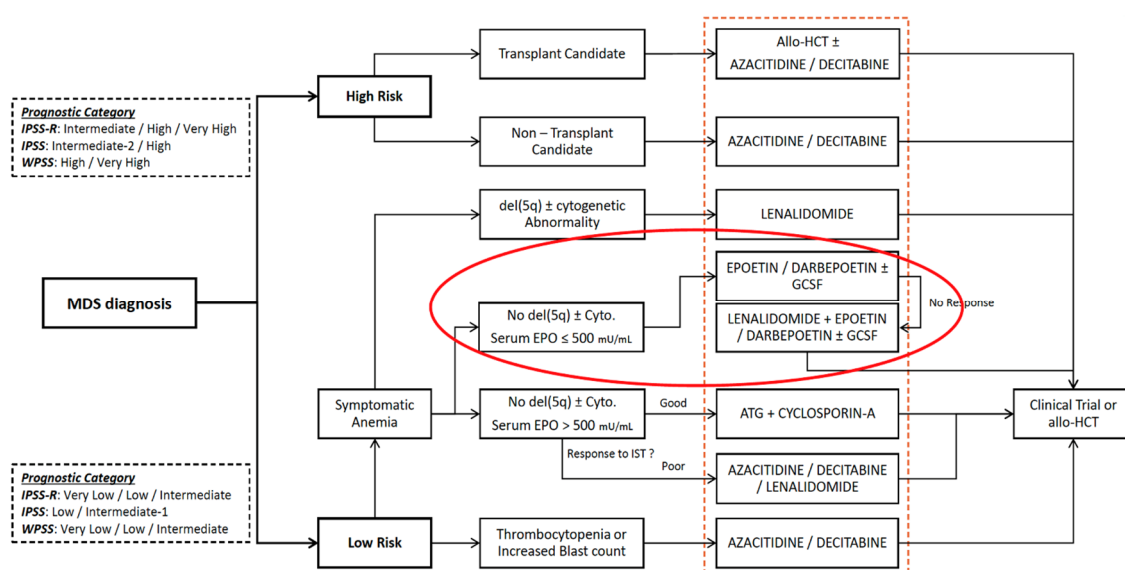 Transplant Candidate
Allo-HCT ±
AZACITIDINE / DECITABINE
High Risk
Prognostic Category
IPSS-R: Intermediate / High / Very High
IPSS: Intermediate-2 / High
WPSS: High / Very High
Non – Transplant
Candidate
AZACITIDINE / DECITABINE
del(5q) ± cytogenetic
Abnormality
LENALIDOMIDE
MDS diagnosis
EPOETIN / DARBEPOETIN ±
GCSF
No Response
No del(5q) ± Cyto.
Serum EPO ≤ 500 mU/mL
LENALIDOMIDE + EPOETIN
/ DARBEPOETIN ± GCSF
Symptomatic
Anemia
No del(5q) ± Cyto.
Serum EPO > 500 mU/mL
Good
ATG + CYCLOSPORIN-A
Clinical Trial or
allo-HCT
Response to IST ?
Poor
AZACITIDINE / DECITABINE
/ LENALIDOMIDE
Prognostic Category
IPSS-R: Very Low / Low / Intermediate
IPSS: Low / Intermediate-1
WPSS: Very Low / Low / Intermediate
Low Risk
Thrombocytopenia or
Increased Blast count
AZACITIDINE / DECITABINE